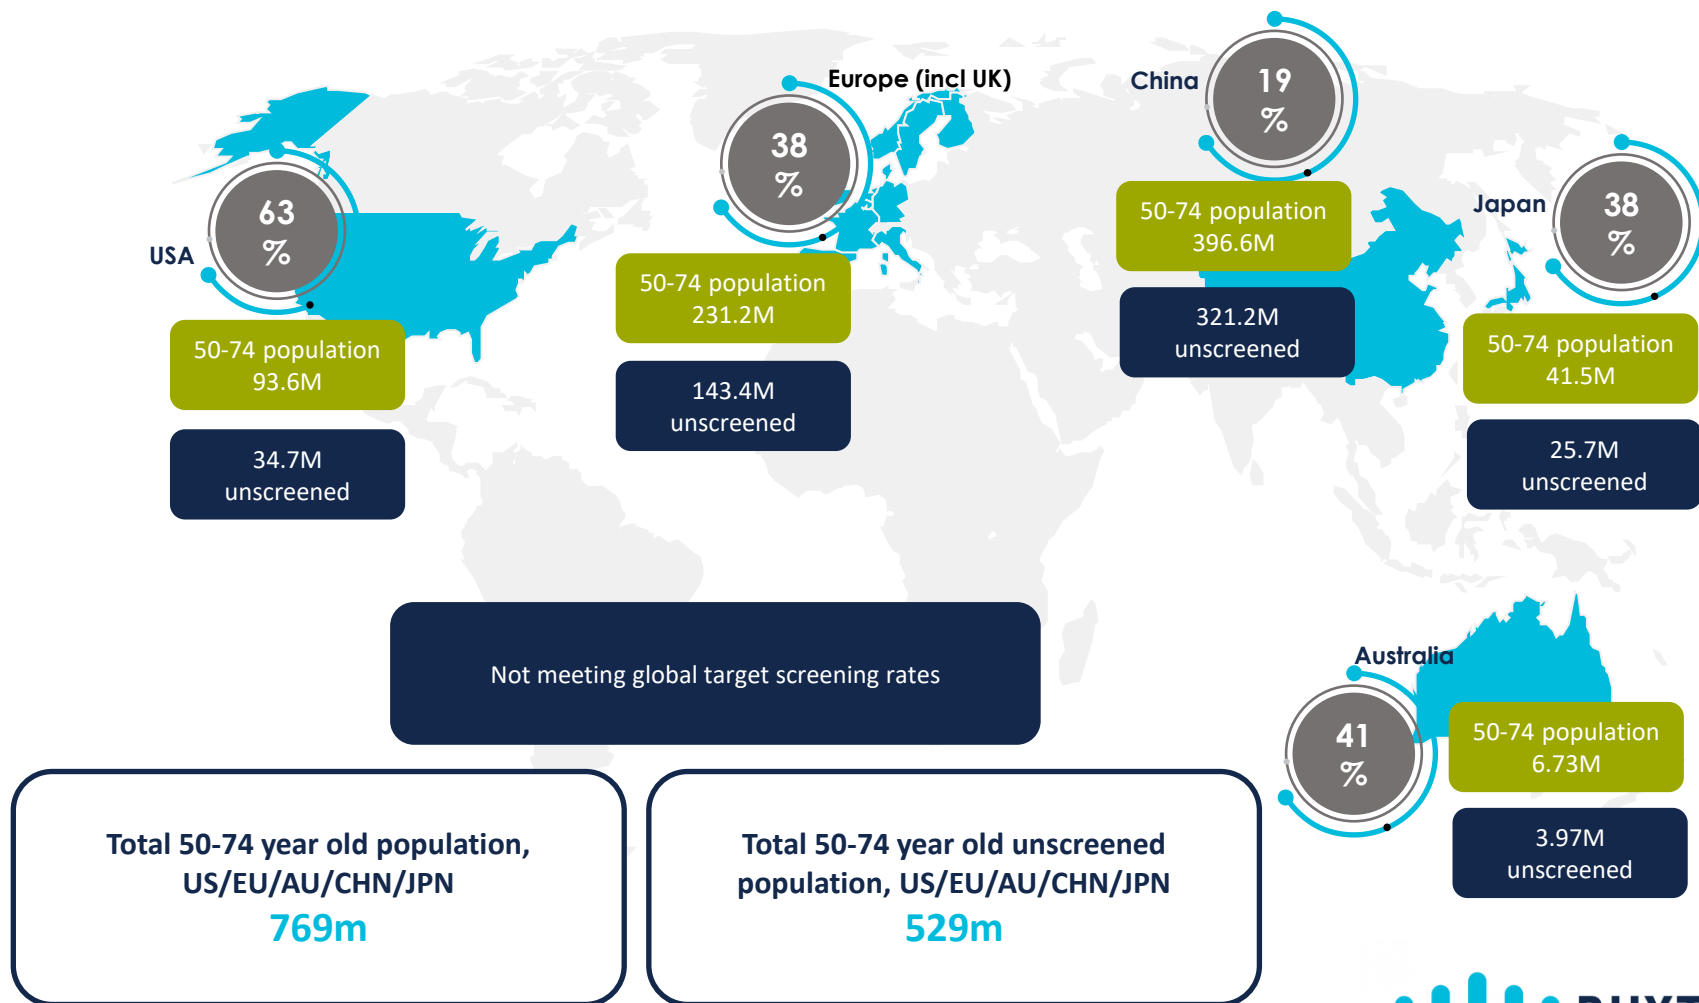 Europe (incl UK)
38
%
50-74 population
231.2M
143.4M
unscreened
China
19
%
50-74 population
396.6M
321.2M
unscreened
Japan
38
%
50-74 population
41.5M
25.7M
unscreened
USA
63
%
50-74 population
93.6M
34.7M
unscreened
Not meeting global target screening rates
Australia
41
%
50-74 population
6.73M
3.97M
unscreened
Total 50-74 year old population,
US/EU/AU/CHN/JPN
769m
Total 50-74 year old unscreened
population, US/EU/AU/CHN/JPN
529m